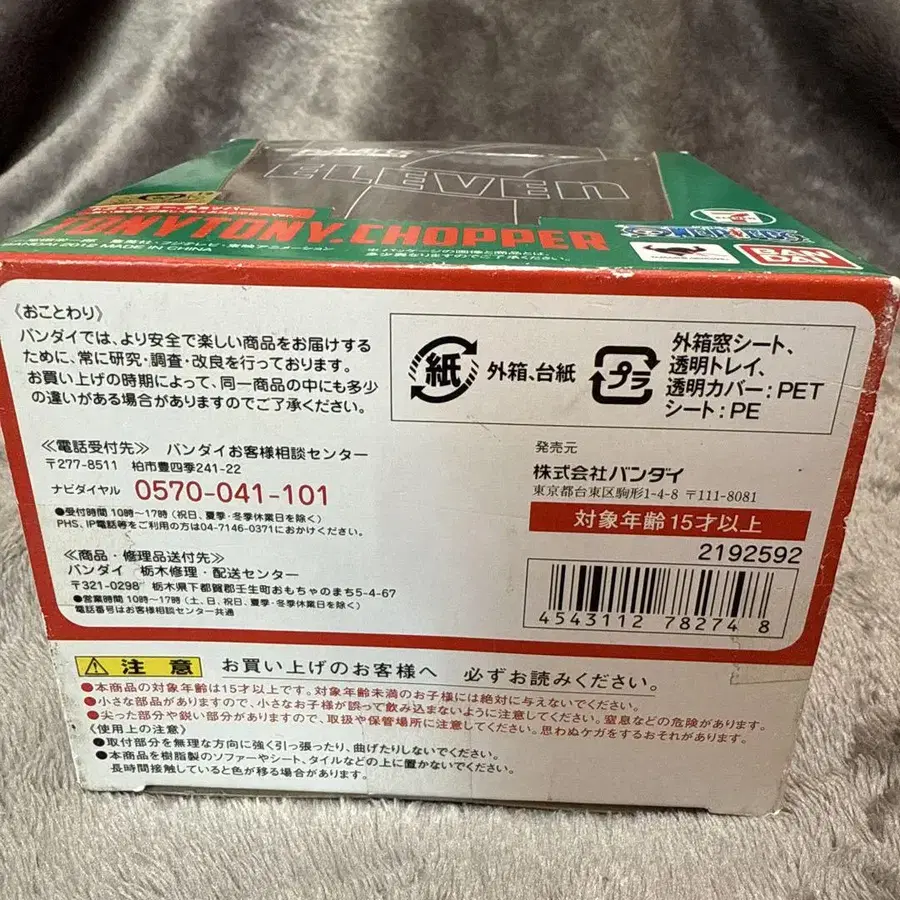 ELEVEn
TONYTONY.CHOPPER
BANDAI 2012 MADE IN CHINA
BAN
DAI
《おことわり》
バンダイでは、より安全で楽しい商品をお届けする
ために、常に研究・調査・改良を行っております。
お買い上げの時期によって、同一商品の中にも多少
の違いがある場合がありますのでご了承ください。
紙
外箱、台紙
プラ
外箱窓シート、
透明トレイ、
透明カバー:PET
シート:PE
≪電話受付先≫ バンダイお客様相談センター
〒277-8511 柏市豊四季241-22
ナビダイヤル 0570-041-101
●受付時間 10時~17時(祝日、夏季・冬季休業日を除く)
PHS、IP電話等をご利用の方は04-7146-0371におかけください。
≪商品・修理品送付先≫
バンダイ 栃木修理・配送センター
〒321-0298 栃木県下都賀郡壬生町おもちゃのまち5-4-67
●営業時間 10時~17時(土、日、祝日、夏季・冬季休業日を除く)
電話番号はお客様相談センター共通
発売元
株式会社バンダイ
東京都台東区駒形1-4-8 〒111-8081
対象年齢15才以上
2192592
4543112 78274 8
注意 お買い上げのお客様へ 必ずお読みください。
●本商品の対象年齢は15才以上です。対象年齢未満のお子様には絶対に与えないでください。
●小さな部品がありますので、小さなお子様が誤って飲み込まないように注意してください。窒息などの危険があります。
●尖った部分や鋭い部分がありますので、取扱や保管場所に注意してください。思わぬケガをするおそれがあります。
〈使用上の注意〉
●取付部分を無理な方向に強く引っ張ったり、曲げたりしないでください。
●本商品を樹脂製のソファーやシート、タイルなどの上に置かないでください。
長時間接触していると色が移る場合があります。